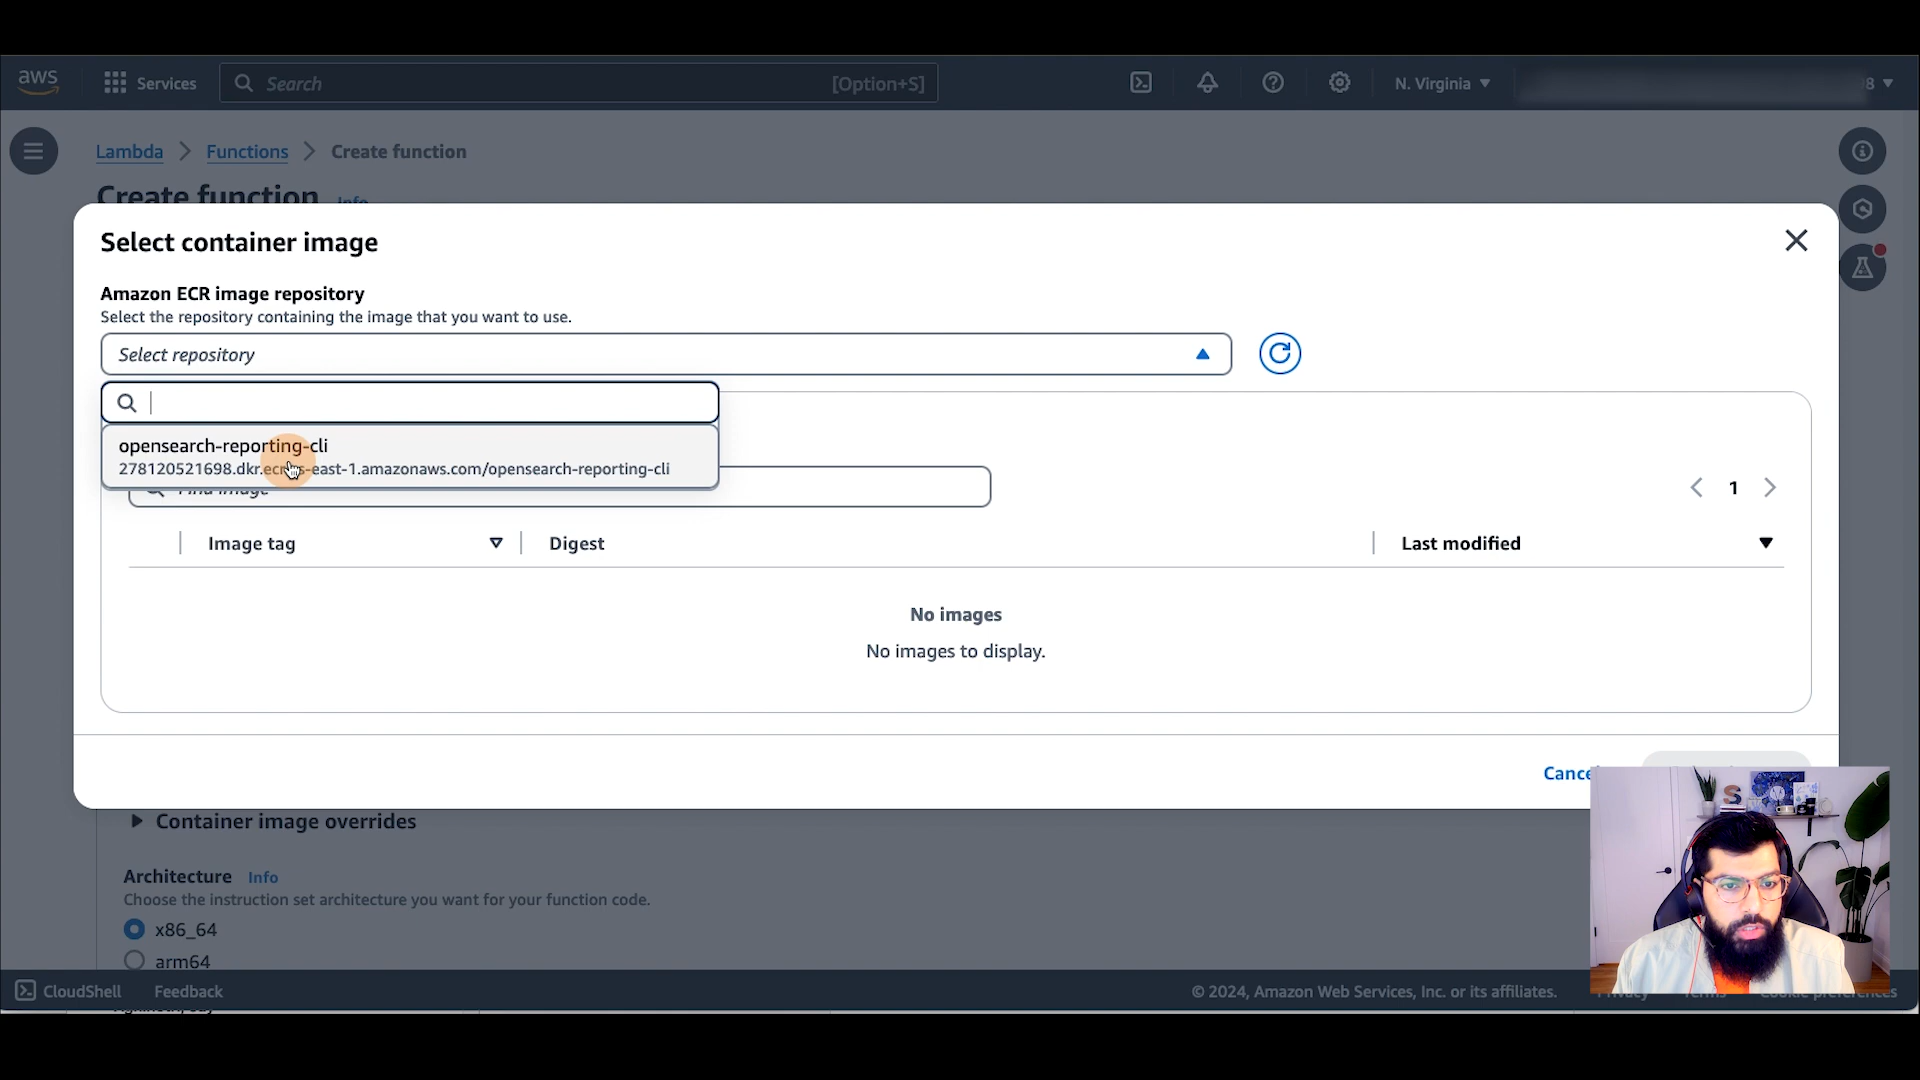 aws
Services
Search
[Option+S]
N. Virginia
8
Lambda
Functions
Create function
Create function
Info
Select container image
Amazon ECR image repository
Select the repository containing the image that you want to use.
Select repository
opensearch-reporting-cli
278120521698.dkr.ecr.us-east-1.amazonaws.com/opensearch-reporting-cli
Find image
1
Image tag
Digest
Last modified
No images
No images to display.
Cancel
Container image overrides
Architecture
Info
Choose the instruction set architecture you want for your function code.
x86_64
arm64
CloudShell
Feedback
© 2024, Amazon Web Services, Inc. or its affiliates.
Privacy
Terms
Cookie preferences